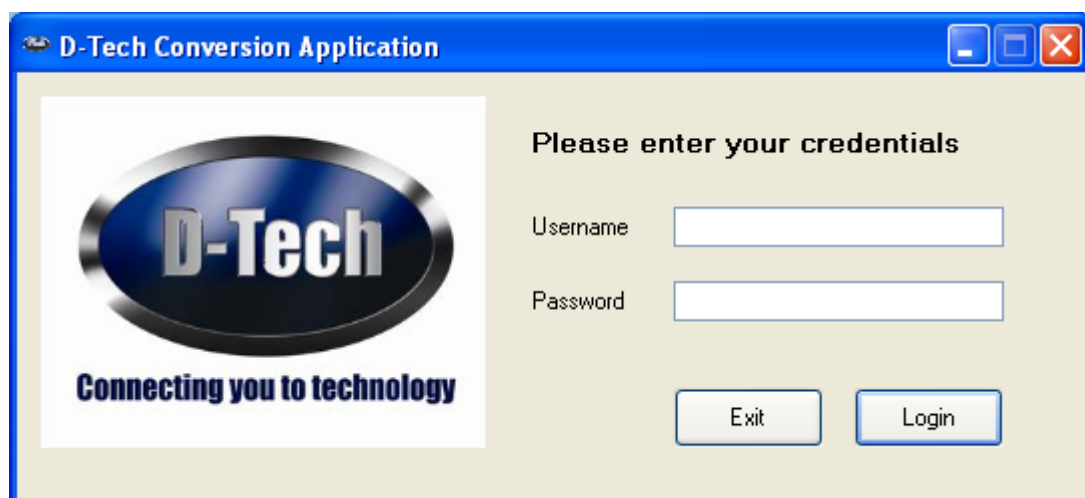 D-Tech Conversion Application
D-Tech
Connecting you to technology
Please enter your credentials
Username
Password
Exit
Login